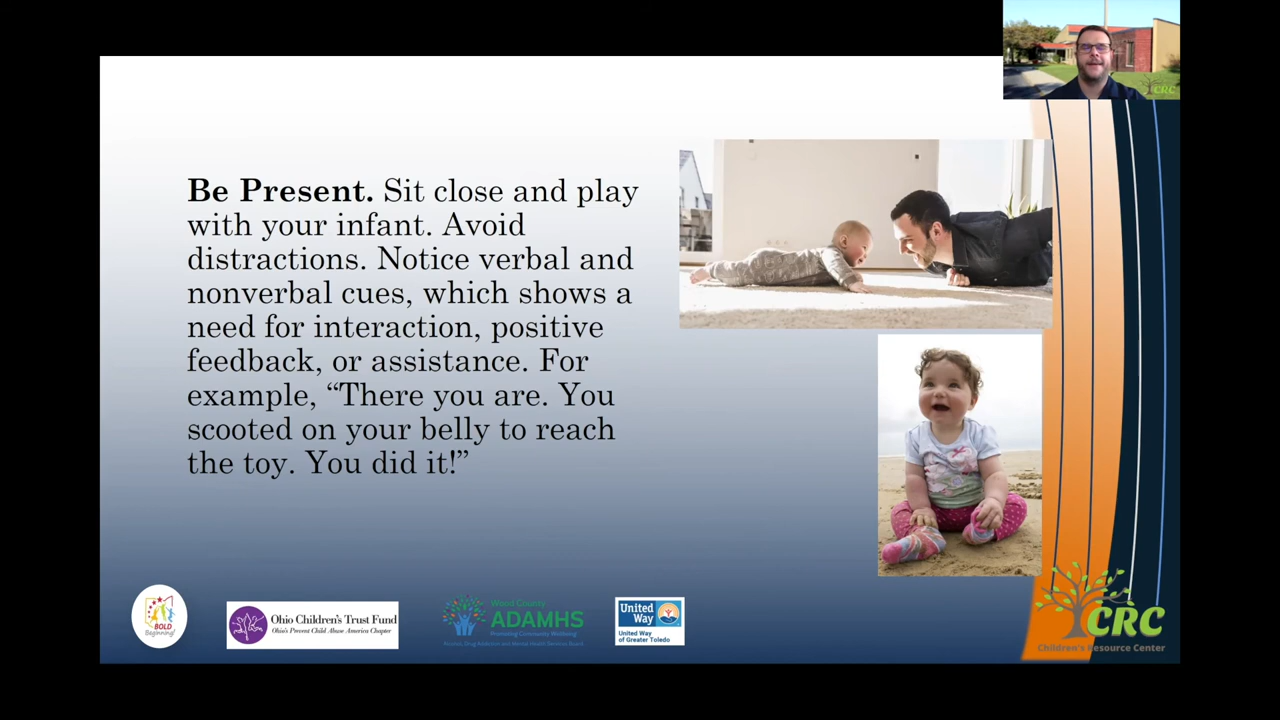 CRC
Be Present. Sit close and play
with your infant. Avoid
distractions. Notice verbal and
nonverbal cues, which shows a
need for interaction, positive
feedback, or assistance. For
example, “There you are. You
scooted on your belly to reach
the toy. You did it!”
BOLD
Beginning!
Ohio Children's Trust Fund
Ohio's Prevent Child Abuse America Chapter
Wood County
ADAMHS
Promoting Community Wellbeing
Alcohol, Drug Addiction and Mental Health Services Board
United
Way
United Way
of Greater Toledo
CRC
Children's Resource Center